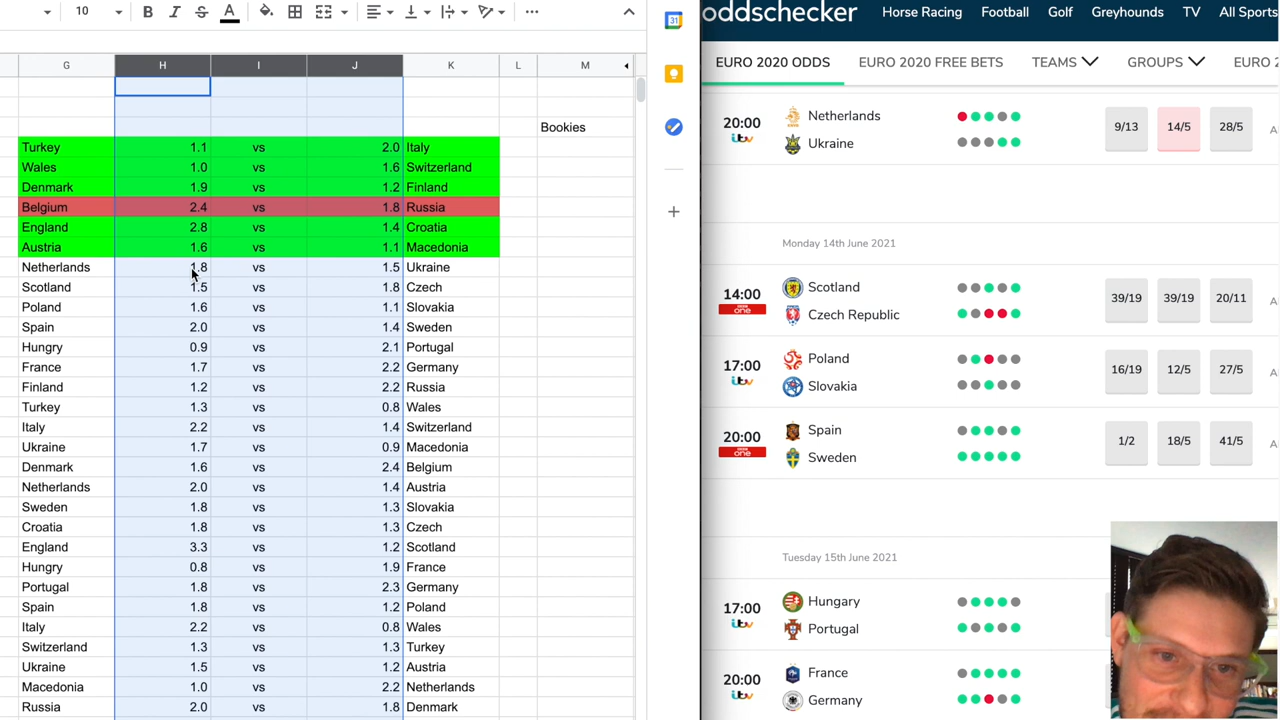 10 B I S A
G H I J K L M
Bookies
Turkey 1.1 vs 2.0 Italy
Wales 1.0 vs 1.6 Switzerland
Denmark 1.9 vs 1.2 Finland
Belgium 2.4 vs 1.8 Russia
England 2.8 vs 1.4 Croatia
Austria 1.6 vs 1.1 Macedonia
Netherlands 1.8 vs 1.5 Ukraine
Scotland 1.5 vs 1.8 Czech
Poland 1.6 vs 1.1 Slovakia
Spain 2.0 vs 1.4 Sweden
Hungry 0.9 vs 2.1 Portugal
France 1.7 vs 2.2 Germany
Finland 1.2 vs 2.2 Russia
Turkey 1.3 vs 0.8 Wales
Italy 2.2 vs 1.4 Switzerland
Ukraine 1.7 vs 0.9 Macedonia
Denmark 1.6 vs 2.4 Belgium
Netherlands 2.0 vs 1.4 Austria
Sweden 1.8 vs 1.3 Slovakia
Croatia 1.8 vs 1.3 Czech
England 3.3 vs 1.2 Scotland
Hungry 0.8 vs 1.9 France
Portugal 1.8 vs 2.3 Germany
Spain 1.8 vs 1.2 Poland
Italy 2.2 vs 0.8 Wales
Switzerland 1.3 vs 1.3 Turkey
Ukraine 1.5 vs 1.2 Austria
Macedonia 1.0 vs 2.2 Netherlands
Russia 2.0 vs 1.8 Denmark
31
oddschecker Horse Racing Football Golf Greyhounds TV All Sports
EURO 2020 ODDS EURO 2020 FREE BETS TEAMS GROUPS EURO 2
20:00 Netherlands 9/13 14/5 28/5 A
itv Ukraine
Monday 14th June 2021
14:00 Scotland 39/19 39/19 20/11 A
one Czech Republic
17:00 Poland 16/19 12/5 27/5 A
itv Slovakia
20:00 Spain 1/2 18/5 41/5 A
one Sweden
Tuesday 15th June 2021
17:00 Hungary
itv Portugal
20:00 France
itv Germany